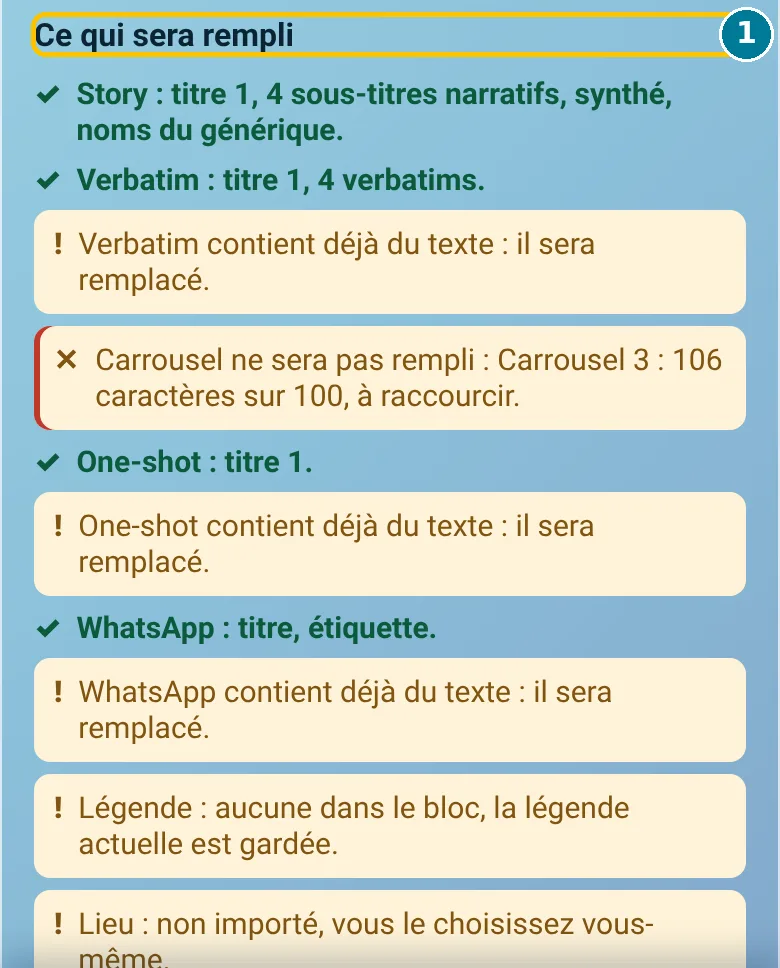 Ce qui sera rempli
1
✔ Story : titre 1, 4 sous-titres narratifs, synthé,
noms du générique.
✔ Verbatim : titre 1, 4 verbatims.
! Verbatim contient déjà du texte : il sera
remplacé.
✕ Carrousel ne sera pas rempli : Carrousel 3 : 106
caractères sur 100, à raccourcir.
✔ One-shot : titre 1.
! One-shot contient déjà du texte : il sera
remplacé.
✔ WhatsApp : titre, étiquette.
! WhatsApp contient déjà du texte : il sera
remplacé.
! Légende : aucune dans le bloc, la légende
actuelle est gardée.
! Lieu : non importé, vous le choisissez vous-
même.